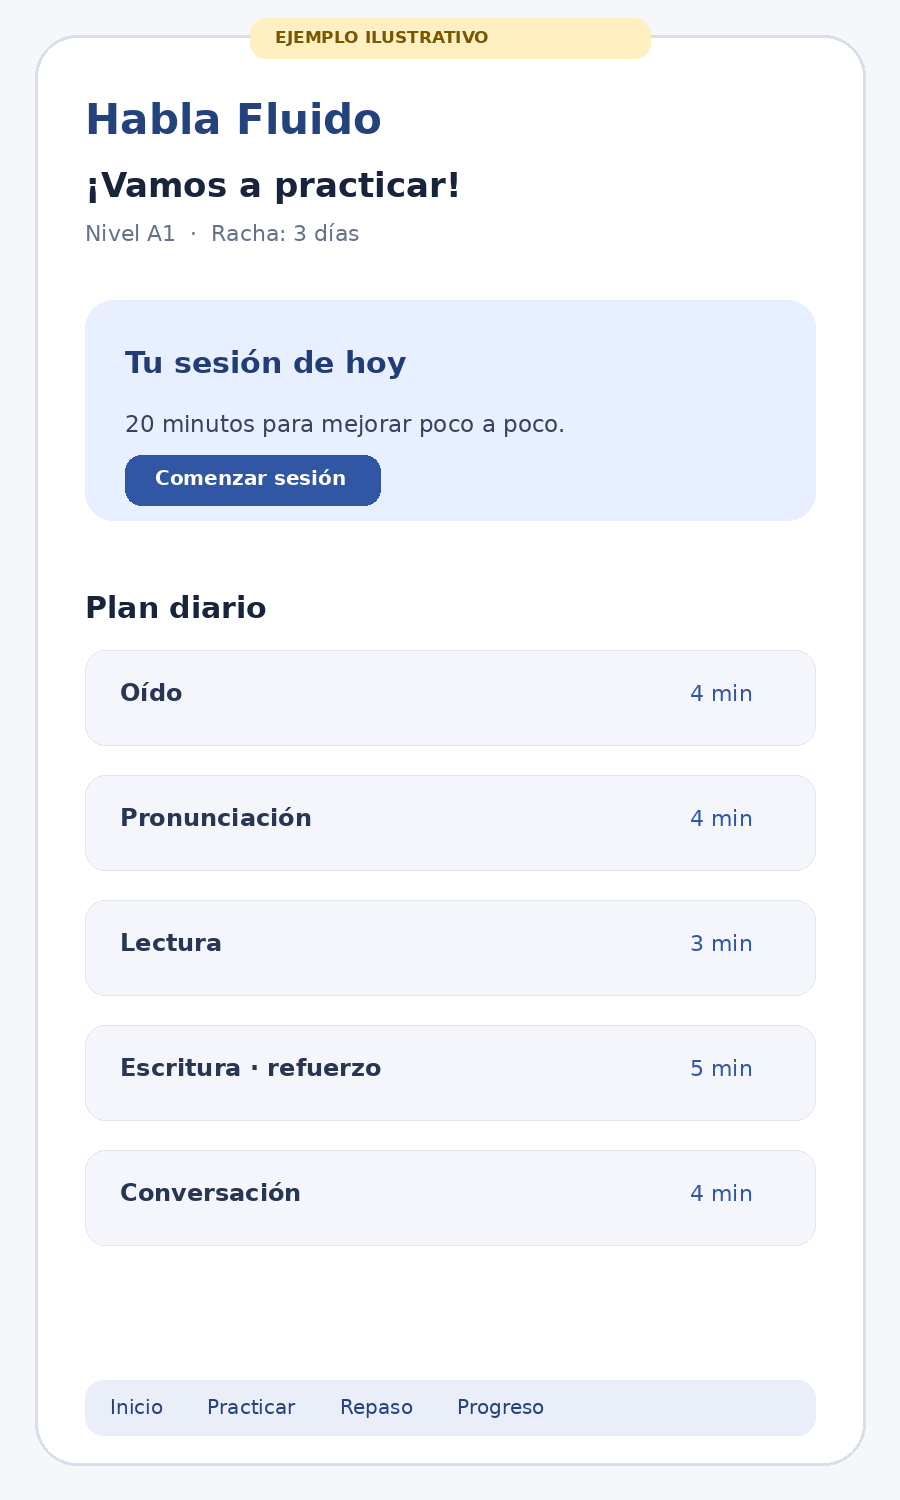 EJEMPLO ILUSTRATIVO
Habla Fluido
¡Vamos a practicar!
Nivel A1 · Racha: 3 días
Tu sesión de hoy
20 minutos para mejorar poco a poco.
Comenzar sesión
Plan diario
Oído 4 min
Pronunciación 4 min
Lectura 3 min
Escritura · refuerzo 5 min
Conversación 4 min
Inicio Practicar Repaso Progreso